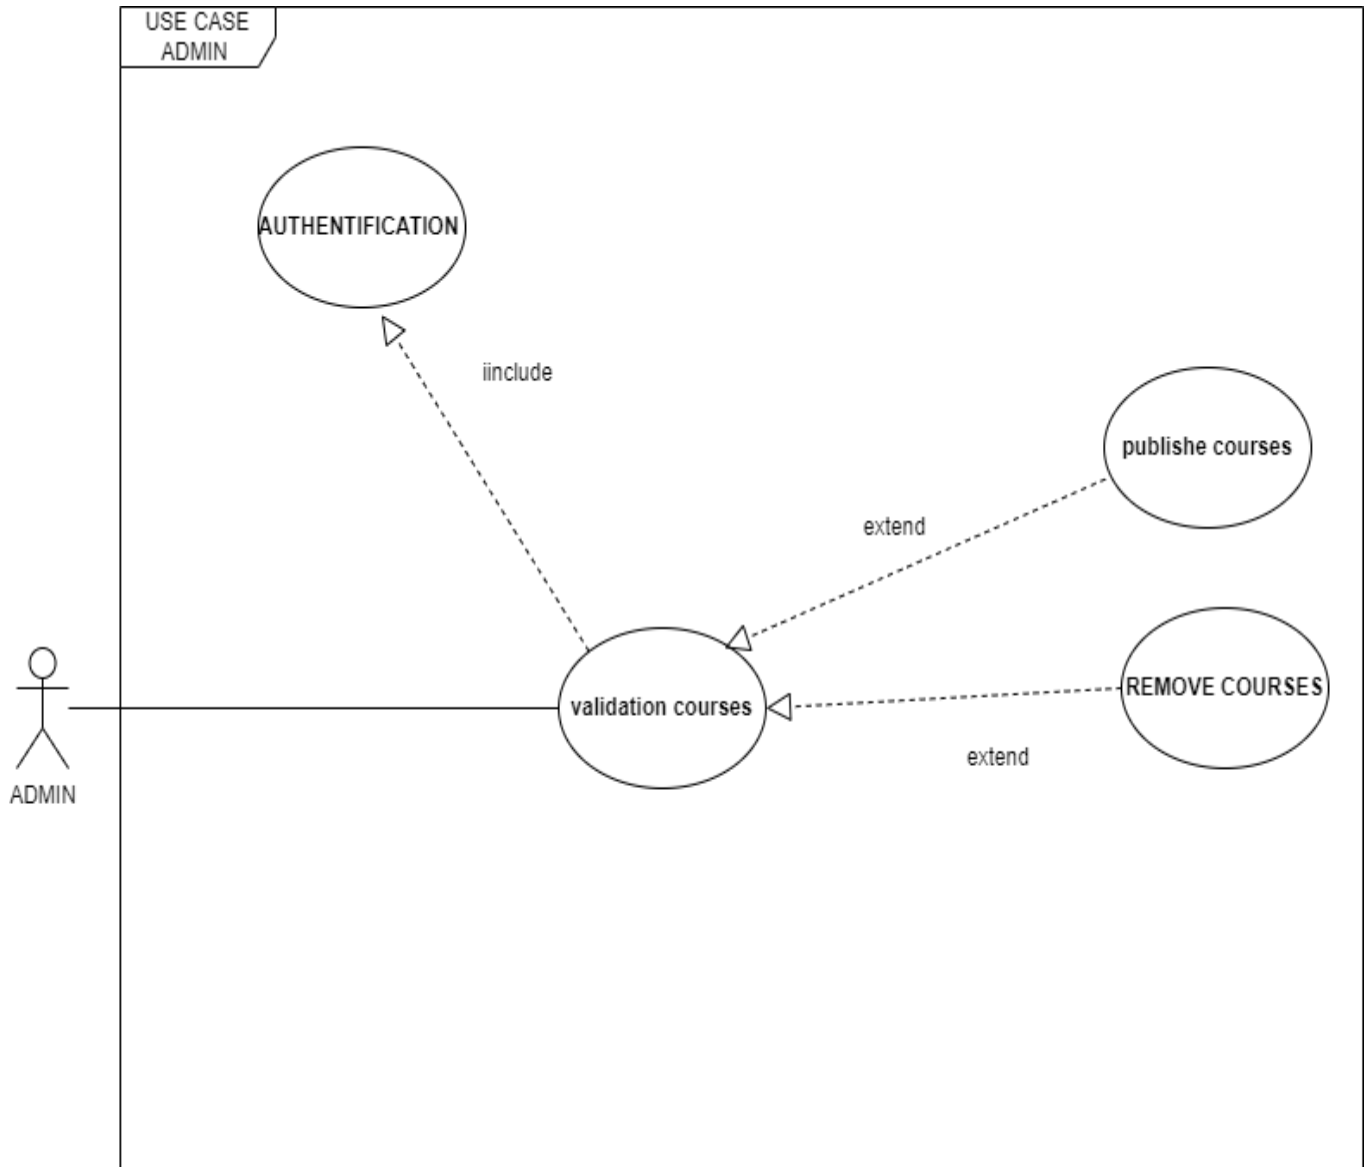 USE CASE
ADMIN
AUTHENTIFICATION
iinclude
publishe courses
extend
REMOVE COURSES
validation courses
extend
ADMIN